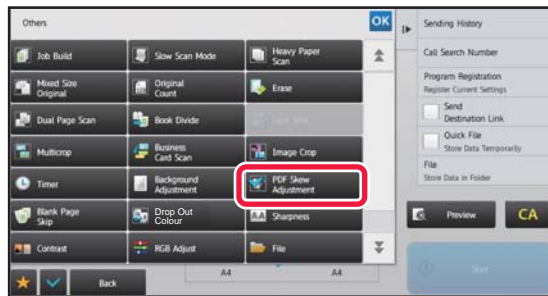 Others
OK
Job Build
Slow Scan Mode
Heavy Paper
Scan
Mixed Size
Original
Original
Count
Erase
Dual Page Scan
Book Divide
Multicrop
Business
Card Scan
Image Crop
Timer
Background
Adjustment
PDF Skew
Adjustment
Blank Page
Skip
Drop Out
Colour
AA Sharpness
Contrast
RGB Adjust
File
Back
A4
A4
Sending History
Call Search Number
Program Registration
Register Current Settings
Send
Destination Link
Quick File
Store Data Temporarily
File
Store Data in Folder
Preview
CA
Start